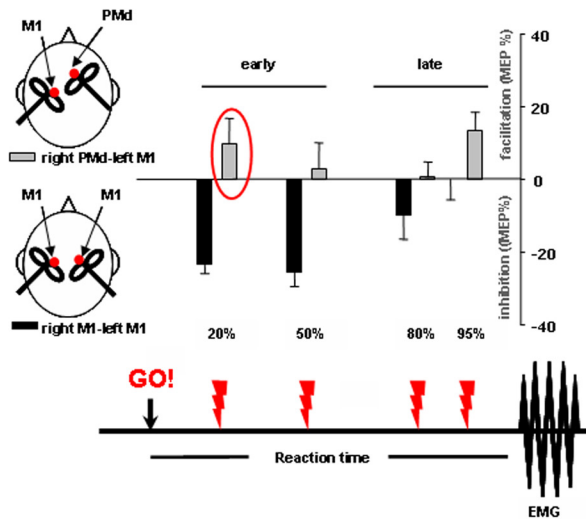 M1
PMd
right PMd-left M1
M1
M1
right M1-left M1
early
late
40
20
0
-20
-40
facilitation (MEP %)
inhibition ((MEP%)
20%
50%
80%
95%
GO!
Reaction time
EMG